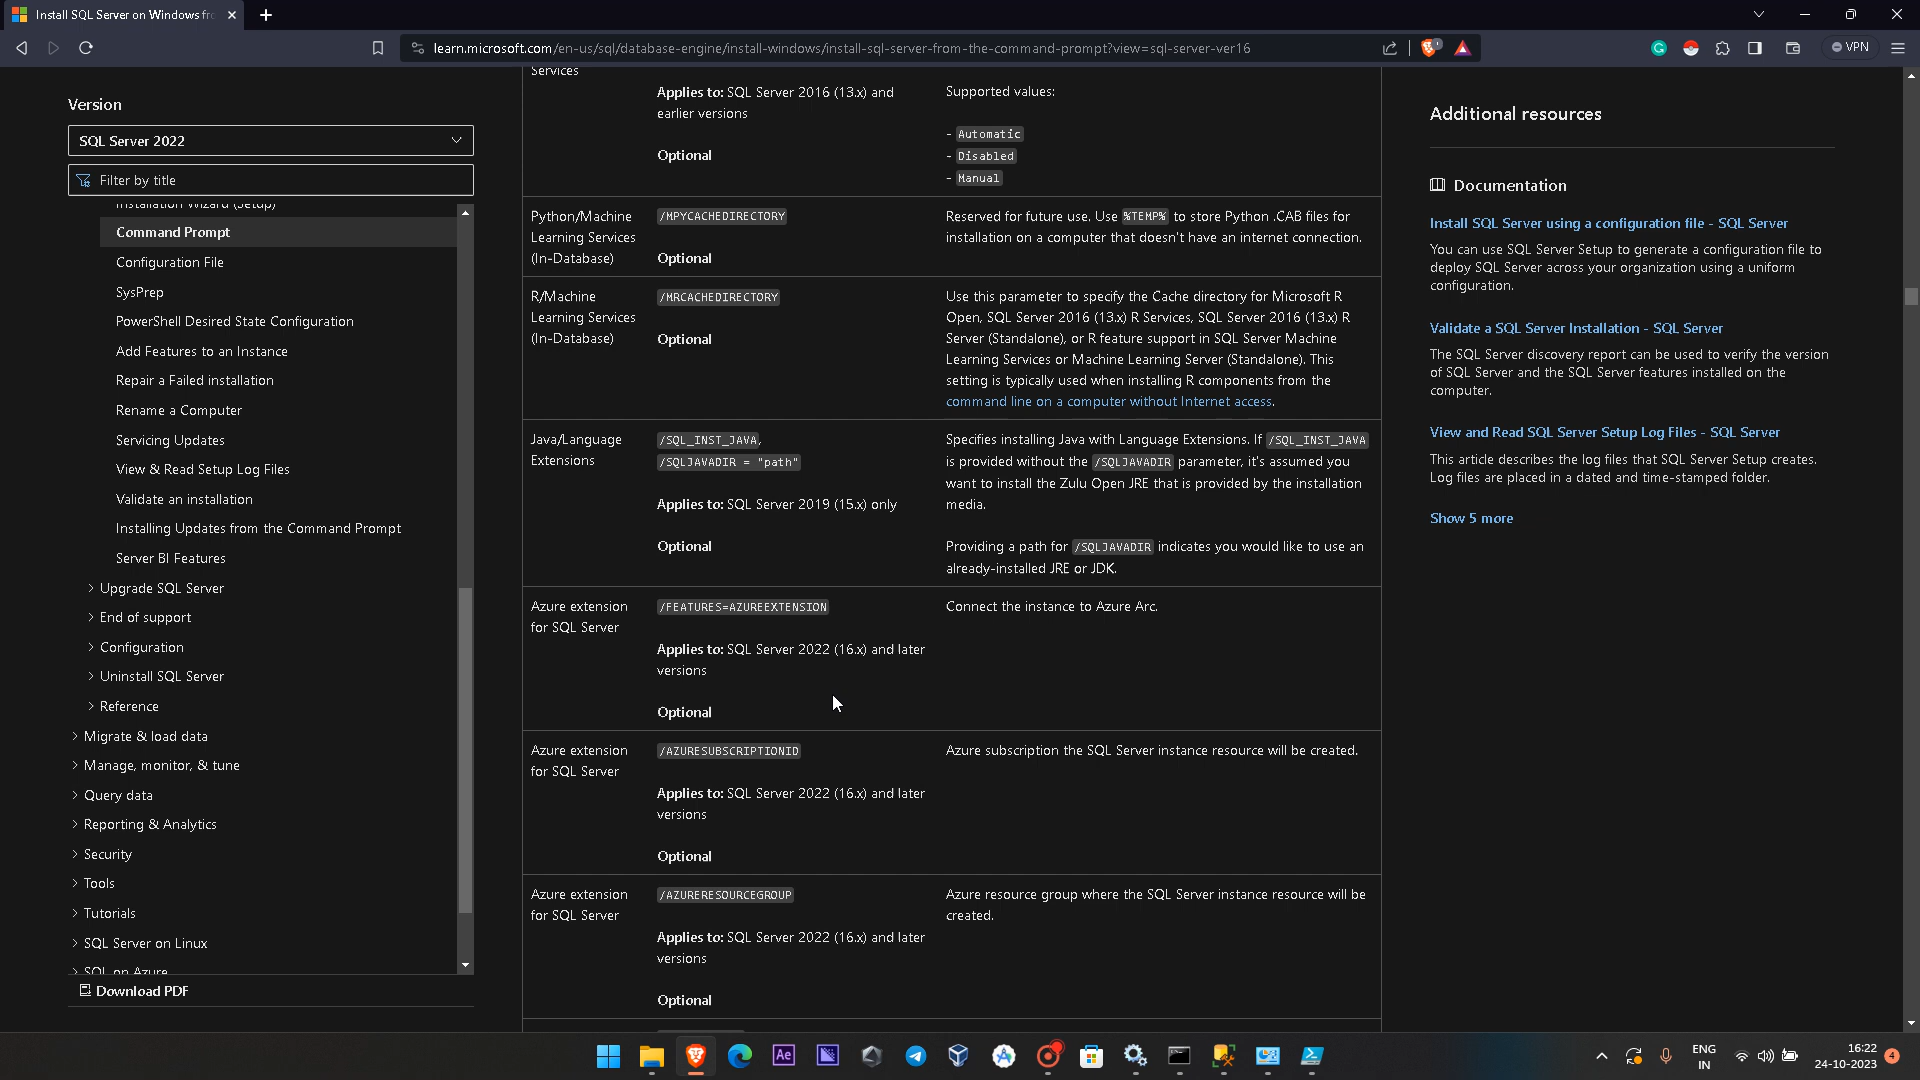 Install SQL Server on Windows fr
learn.microsoft.com/en-us/sql/database-engine/install-windows/install-sql-server-from-the-command-prompt?view=sql-server-ver16
VPN
Version
SQL Server 2022
Filter by title
Installation Wizard (Setup)
Command Prompt
Configuration File
SysPrep
PowerShell Desired State Configuration
Add Features to an Instance
Repair a Failed installation
Rename a Computer
Servicing Updates
View & Read Setup Log Files
Validate an installation
Installing Updates from the Command Prompt
Server BI Features
Upgrade SQL Server
End of support
Configuration
Uninstall SQL Server
Reference
Migrate & load data
Manage, monitor, & tune
Query data
Reporting & Analytics
Security
Tools
Tutorials
SQL Server on Linux
SQL on Azure
Download PDF
Services
Applies to: SQL Server 2016 (13.x) and
earlier versions
Optional
Supported values:
- Automatic
- Disabled
- Manual
Python/Machine
Learning Services
(In-Database)
/MPYCACHEDIRECTORY
Optional
Reserved for future use. Use %TEMP% to store Python .CAB files for
installation on a computer that doesn't have an internet connection.
R/Machine
Learning Services
(In-Database)
/MRCACHEDIRECTORY
Optional
Use this parameter to specify the Cache directory for Microsoft R
Open, SQL Server 2016 (13.x) R Services, SQL Server 2016 (13.x) R
Server (Standalone), or R feature support in SQL Server Machine
Learning Services or Machine Learning Server (Standalone). This
setting is typically used when installing R components from the
command line on a computer without Internet access.
Java/Language
Extensions
/SQL_INST_JAVA,
/SQLJAVADIR = "path"
Applies to: SQL Server 2019 (15.x) only
Optional
Specifies installing Java with Language Extensions. If /SQL_INST_JAVA
is provided without the /SQLJAVADIR parameter, it's assumed you
want to install the Zulu Open JRE that is provided by the installation
media.
Providing a path for /SQLJAVADIR indicates you would like to use an
already-installed JRE or JDK.
Azure extension
for SQL Server
/FEATURES=AZUREEXTENSION
Applies to: SQL Server 2022 (16.x) and later
versions
Optional
Connect the instance to Azure Arc.
Azure extension
for SQL Server
/AZURESUBSCRIPTIONID
Applies to: SQL Server 2022 (16.x) and later
versions
Optional
Azure subscription the SQL Server instance resource will be created.
Azure extension
for SQL Server
/AZURERESOURCEGROUP
Applies to: SQL Server 2022 (16.x) and later
versions
Optional
Azure resource group where the SQL Server instance resource will be
created.
Additional resources
Documentation
Install SQL Server using a configuration file - SQL Server
You can use SQL Server Setup to generate a configuration file to
deploy SQL Server across your organization using a uniform
configuration.
Validate a SQL Server Installation - SQL Server
The SQL Server discovery report can be used to verify the version
of SQL Server and the SQL Server features installed on the
computer.
View and Read SQL Server Setup Log Files - SQL Server
This article describes the log files that SQL Server Setup creates.
Log files are placed in a dated and time-stamped folder.
Show 5 more
Ae
ENG
IN
16:22
24-10-2023
4